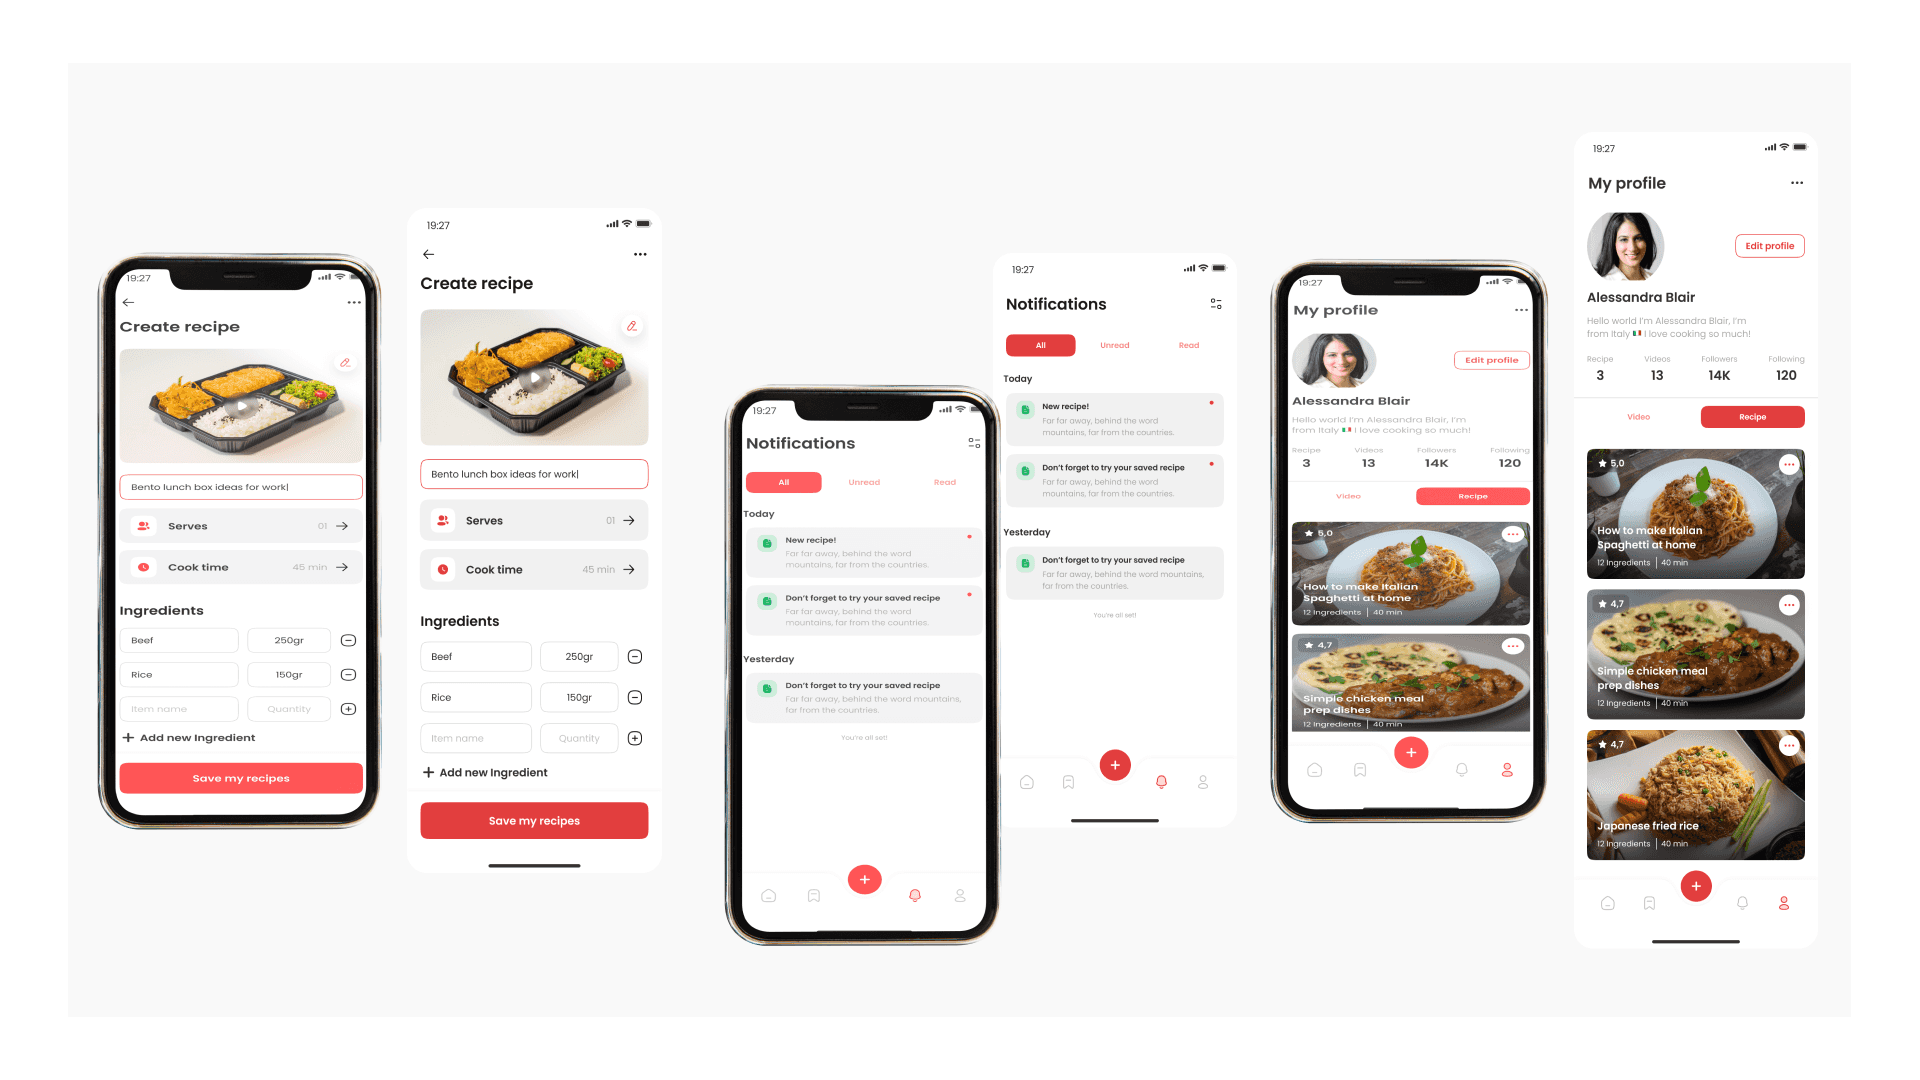 19:27
Create recipe
Bento lunch box ideas for work|
Serves 01
Cook time 45 min
Ingredients
Beef 250gr
Rice 150gr
Item name Quantity
Add new Ingredient
Save my recipes
19:27
Create recipe
Bento lunch box ideas for work|
Serves 01
Cook time 45 min
Ingredients
Beef 250gr
Rice 150gr
Item name Quantity
Add new Ingredient
Save my recipes
19:27
Notifications
All Unread Read
Today
New recipe!
Far far away, behind the word
mountains, far from the countries.
Don't forget to try your saved recipe
Far far away, behind the word
mountains, far from the countries.
Yesterday
Don't forget to try your saved recipe
Far far away, behind the word mountains,
far from the countries.
You're all set!
19:27
Notifications
All Unread Read
Today
New recipe!
Far far away, behind the word
mountains, far from the countries.
Don't forget to try your saved recipe
Far far away, behind the word
mountains, far from the countries.
Yesterday
Don't forget to try your saved recipe
Far far away, behind the word mountains,
far from the countries.
You're all set!
19:27
My profile
Edit profile
Alessandra Blair
Hello world I'm Alessandra Blair, I'm
from Italy 🇮🇹 I love cooking so much!
Recipe Videos Followers Following
3 13 14K 120
Video Recipe
5,0
How to make Italian
Spaghetti at home
12 Ingredients | 40 min
4,7
Simple chicken meal
prep dishes
12 Ingredients | 40 min
19:27
My profile
Edit profile
Alessandra Blair
Hello world I'm Alessandra Blair, I'm
from Italy 🇮🇹 I love cooking so much!
Recipe Videos Followers Following
3 13 14K 120
Video Recipe
5,0
How to make Italian
Spaghetti at home
12 Ingredients | 40 min
4,7
Simple chicken meal
prep dishes
12 Ingredients | 40 min
4,7
Japanese fried rice
12 Ingredients | 40 min